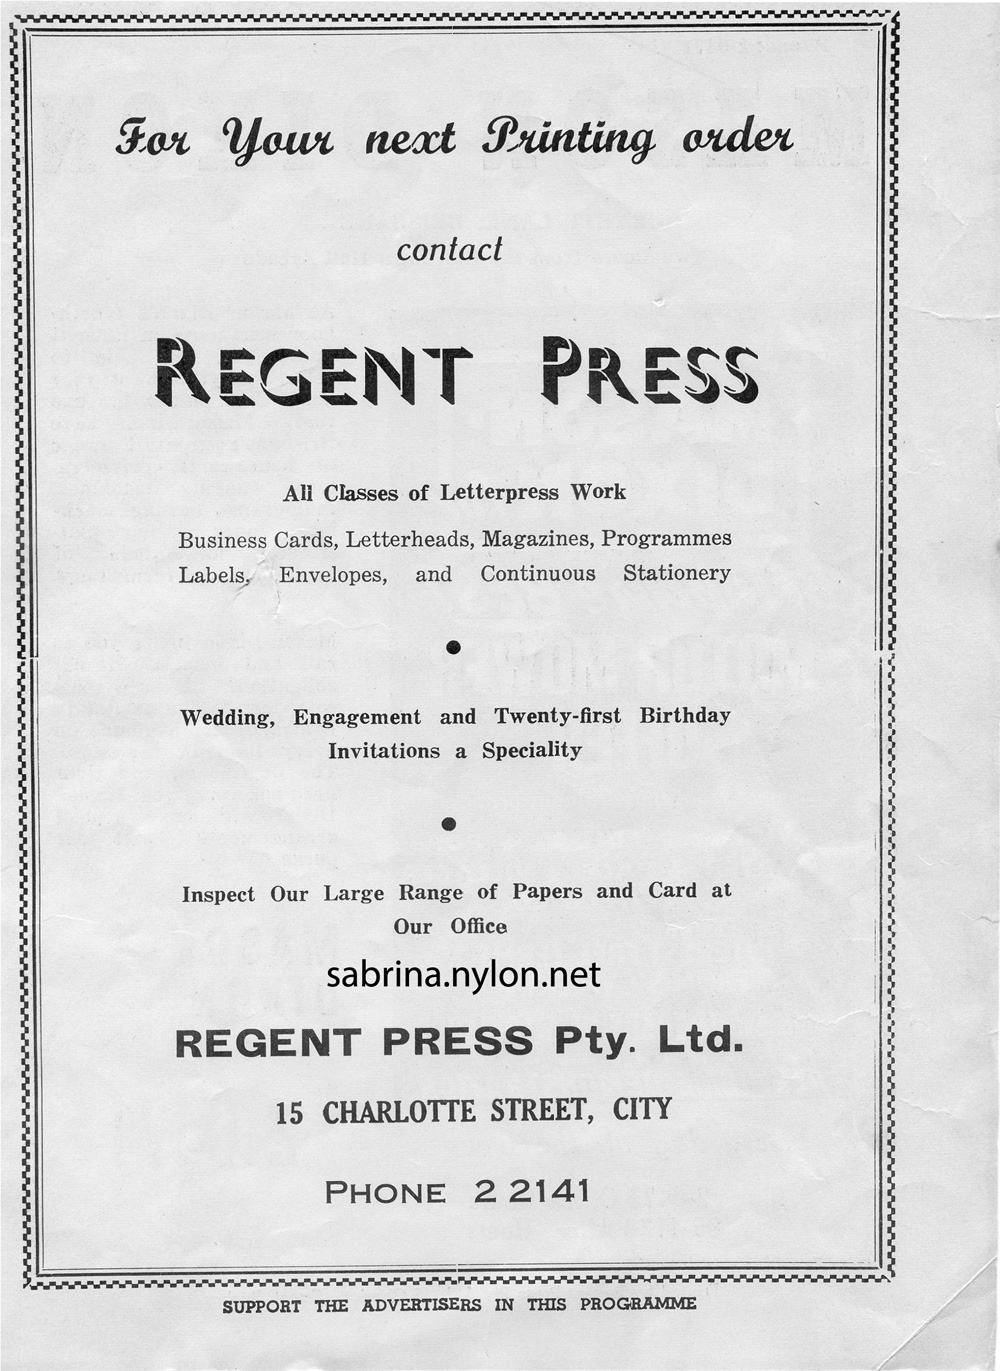 For Your next Printing order
contact
REGENT PRESS
All Classes of Letterpress Work
Business Cards, Letterheads, Magazines, Programmes
Labels, Envelopes, and Continuous Stationery
Wedding, Engagement and Twenty-first Birthday
Invitations a Speciality
Inspect Our Large Range of Papers and Card at
Our Office
sabrina.nylon.net
REGENT PRESS Pty. Ltd.
15 CHARLOTTE STREET, CITY
PHONE 2 2141
SUPPORT THE ADVERTISERS IN THIS PROGRAMME